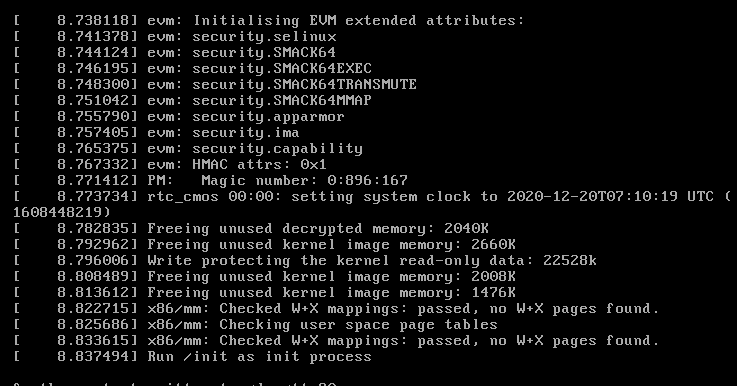 [    8.738118] evm: Initialising EVM extended attributes:
[    8.741378] evm: security.selinux
[    8.744124] evm: security.SMACK64
[    8.746195] evm: security.SMACK64EXEC
[    8.748300] evm: security.SMACK64TRANSMUTE
[    8.751042] evm: security.SMACK64MMAP
[    8.755790] evm: security.apparmor
[    8.757405] evm: security.ima
[    8.765375] evm: security.capability
[    8.767332] evm: HMAC attrs: 0x1
[    8.771412] PM:   Magic number: 0:896:167
[    8.773734] rtc_cmos 00:00: setting system clock to 2020-12-20T07:10:19 UTC (
1608448219)
[    8.782835] Freeing unused decrypted memory: 2040K
[    8.792962] Freeing unused kernel image memory: 2660K
[    8.796006] Write protecting the kernel read-only data: 22528k
[    8.808489] Freeing unused kernel image memory: 2008K
[    8.813612] Freeing unused kernel image memory: 1476K
[    8.822715] x86/mm: Checked W+X mappings: passed, no W+X pages found.
[    8.825686] x86/mm: Checking user space page tables
[    8.833615] x86/mm: Checked W+X mappings: passed, no W+X pages found.
[    8.837494] Run /init as init process